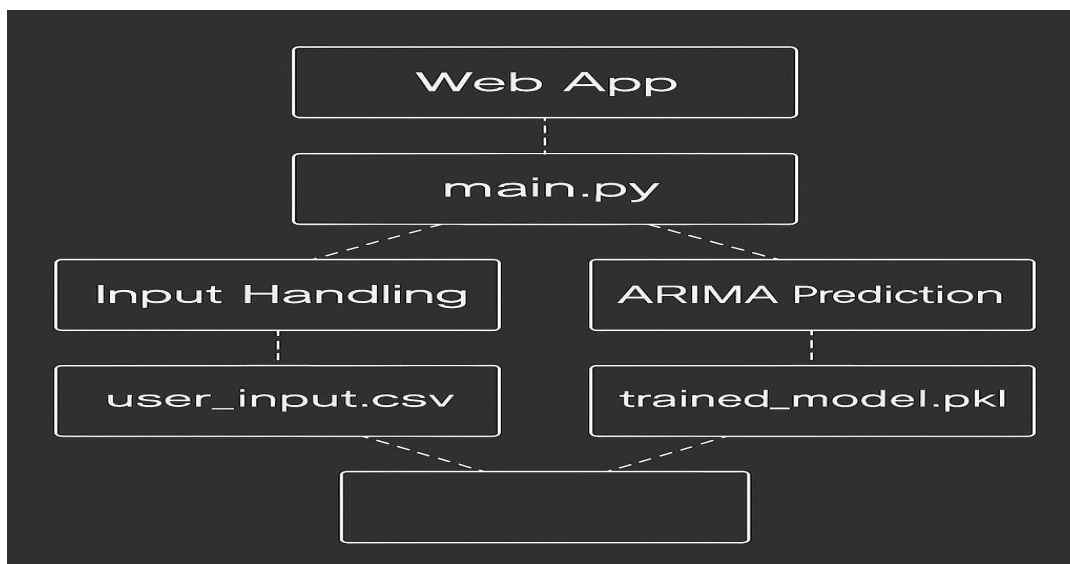 Web App
main.py
Input Handling
ARIMA Prediction
user_input.csv
trained_model.pkl